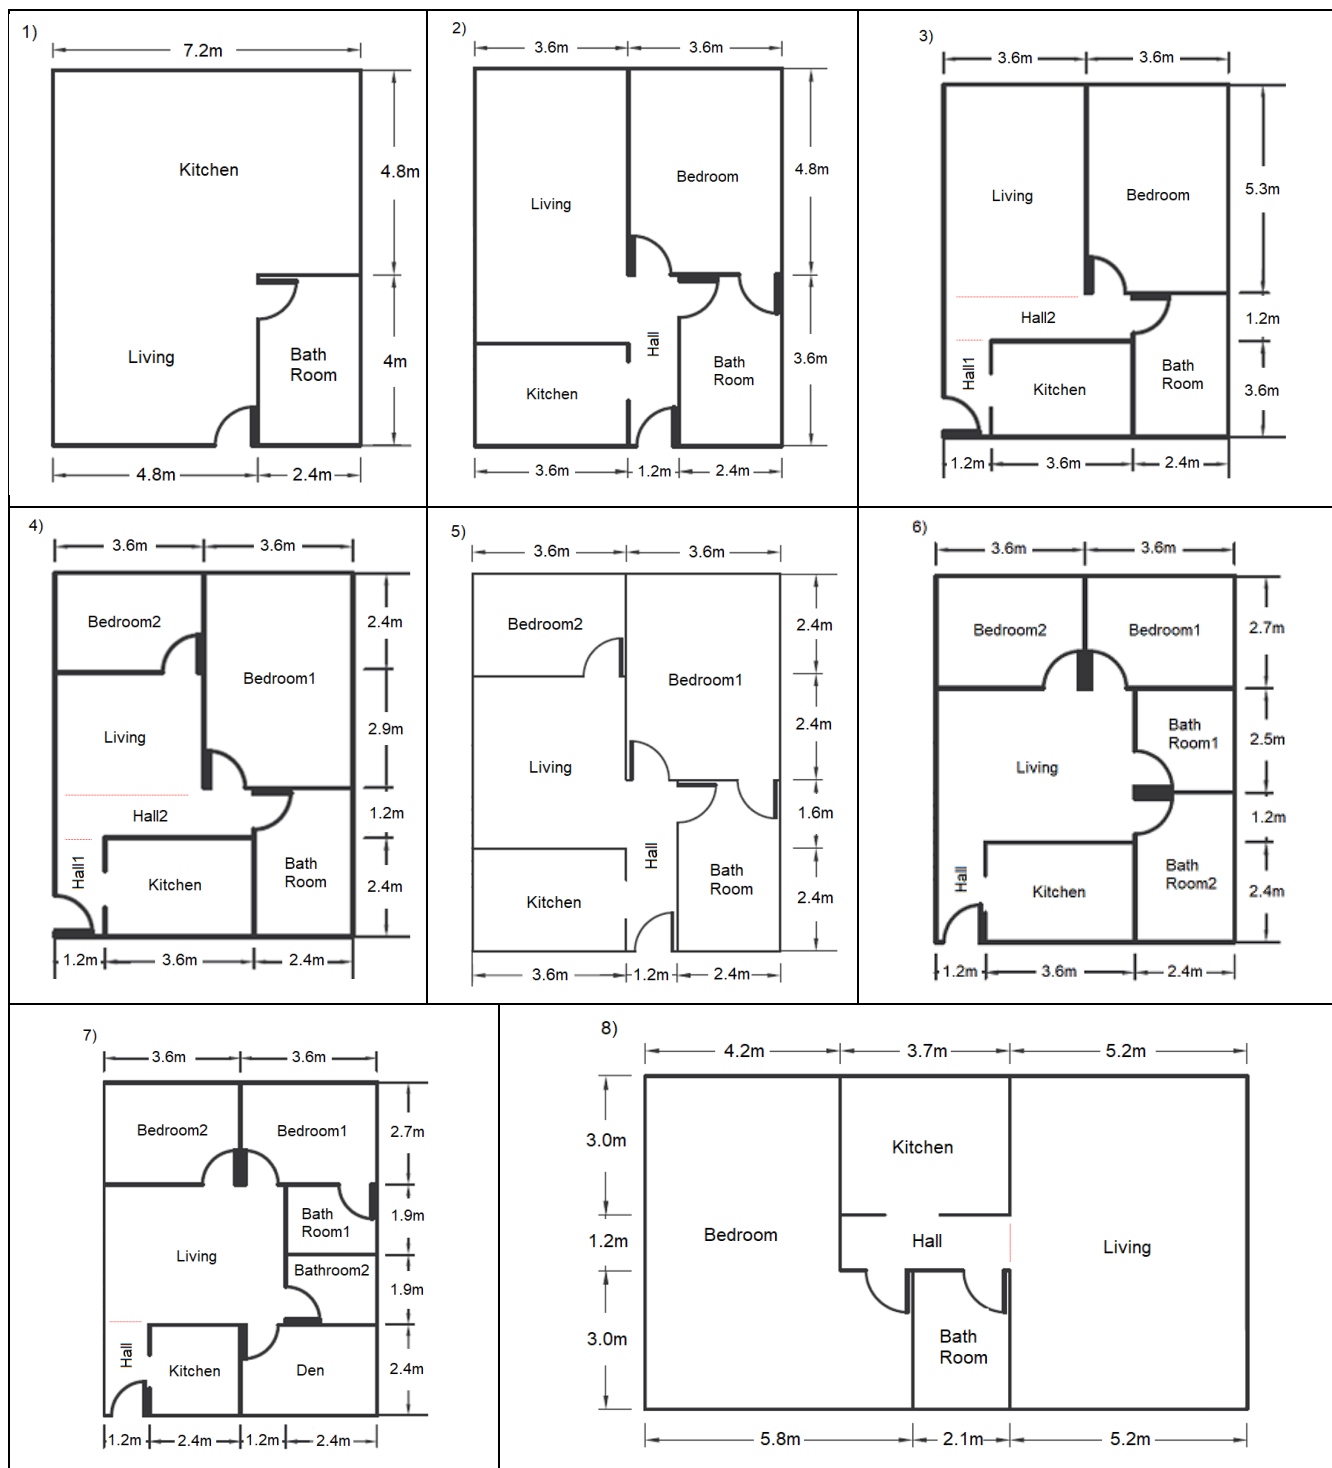 1)
7.2m
Kitchen
4.8m
Living
Bath
Room
4m
4.8m
2.4m
2)
3.6m
3.6m
Living
Bedroom
4.8m
Hall
Kitchen
Bath
Room
3.6m
3.6m
1.2m
2.4m
3)
3.6m
3.6m
Living
Bedroom
5.3m
Hall2
1.2m
Hall1
Kitchen
Bath
Room
3.6m
1.2m
3.6m
2.4m
4)
3.6m
3.6m
Bedroom2
2.4m
Bedroom1
Living
2.9m
Hall2
1.2m
Hall1
Kitchen
Bath
Room
2.4m
1.2m
3.6m
2.4m
5)
3.6m
3.6m
Bedroom2
2.4m
Bedroom1
2.4m
Living
1.6m
Hall
Kitchen
Bath
Room
2.4m
3.6m
1.2m
2.4m
6)
3.6m
3.6m
Bedroom2
Bedroom1
2.7m
Bath
Room1
2.5m
Living
1.2m
Hall
Kitchen
Bath
Room2
2.4m
1.2m
3.6m
2.4m
7)
3.6m
3.6m
Bedroom2
Bedroom1
2.7m
Bath
Room1
1.9m
Living
Bathroom2
1.9m
Hall
Kitchen
Den
2.4m
1.2m
2.4m
1.2m
2.4m
8)
4.2m
3.7m
5.2m
3.0m
Kitchen
Bedroom
1.2m
Hall
Living
3.0m
Bath
Room
5.8m
2.1m
5.2m